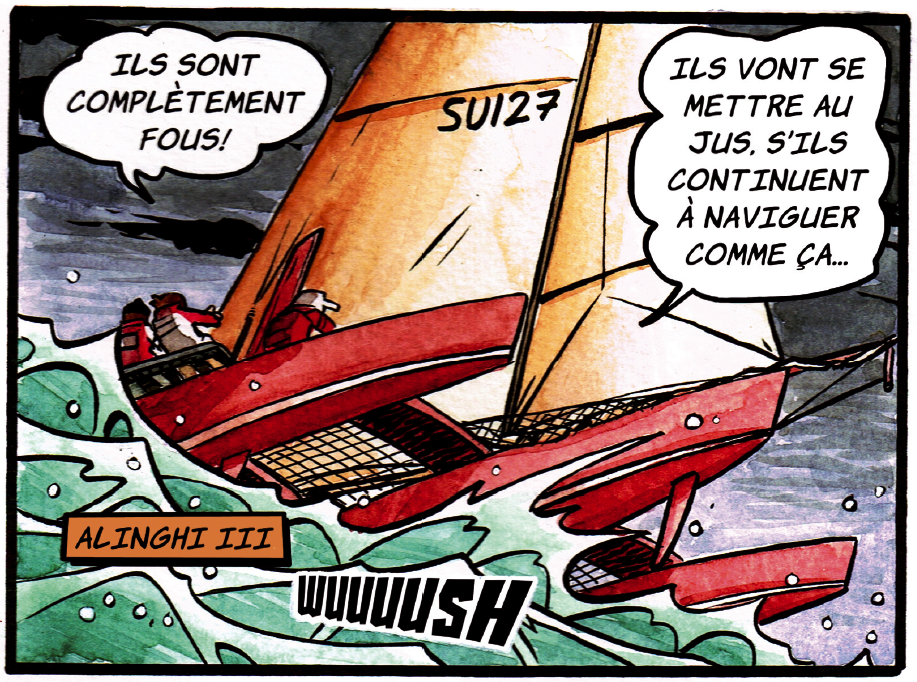 ILS SONT
COMPLÈTEMENT
FOUS!
ILS VONT SE
METTRE AU
JUS, S'ILS
CONTINUENT
À NAVIGUER
COMME ÇA...
SUI27
ALINGHI III
WUUUUSH